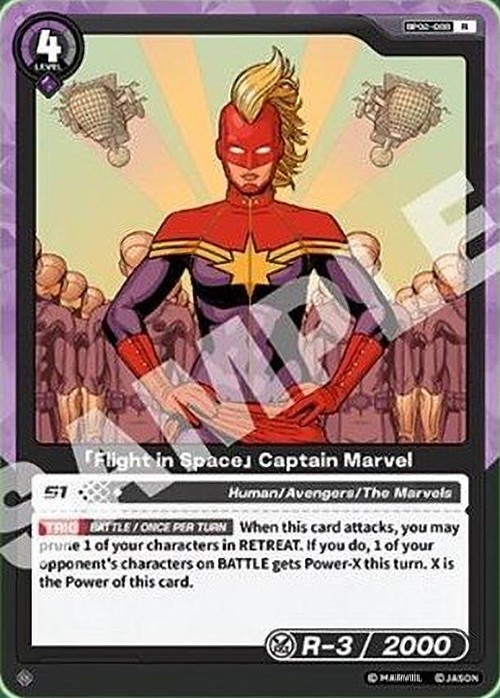 4
LEVEL
BP02-088 R
「Flight in Space」 Captain Marvel
S1
Human/Avengers/The Marvels
TRIG BATTLE / ONCE PER TURN When this card attacks, you may
prune 1 of your characters in RETREAT. If you do, 1 of your
opponent's characters on BATTLE gets Power-X this turn. X is
the Power of this card.
R-3 / 2000
© MARVEL © JASON
SAMPLE